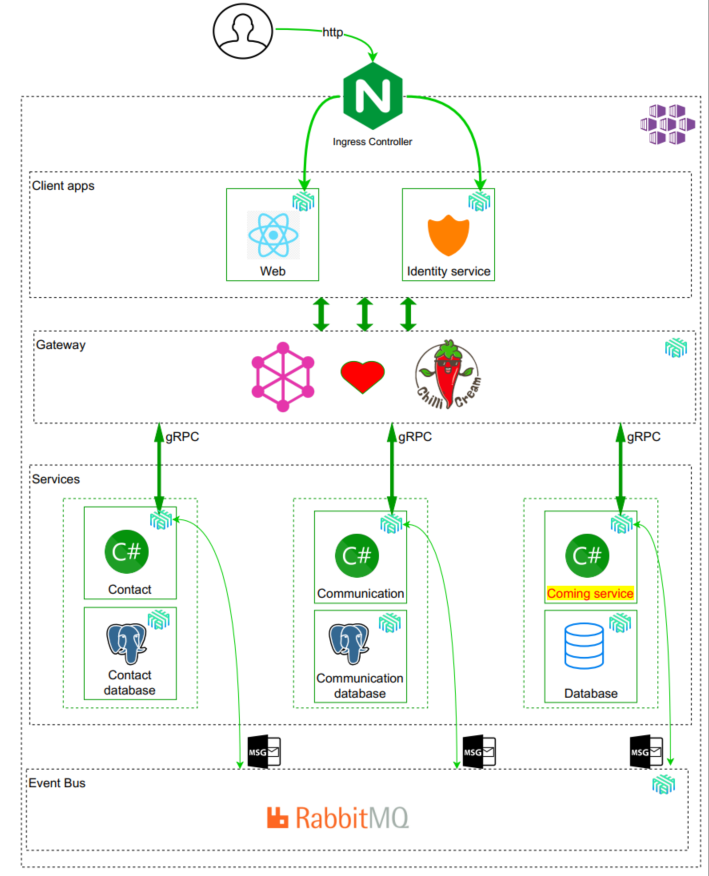 http
N
Ingress Controller
Client apps
Web
Identity service
Gateway
Chilli Cream
gRPC
gRPC
gRPC
Services
C#
Contact
C#
Communication
C#
Coming service
Contact
database
Communication
database
Database
MSG
MSG
MSG
Event Bus
RabbitMQ